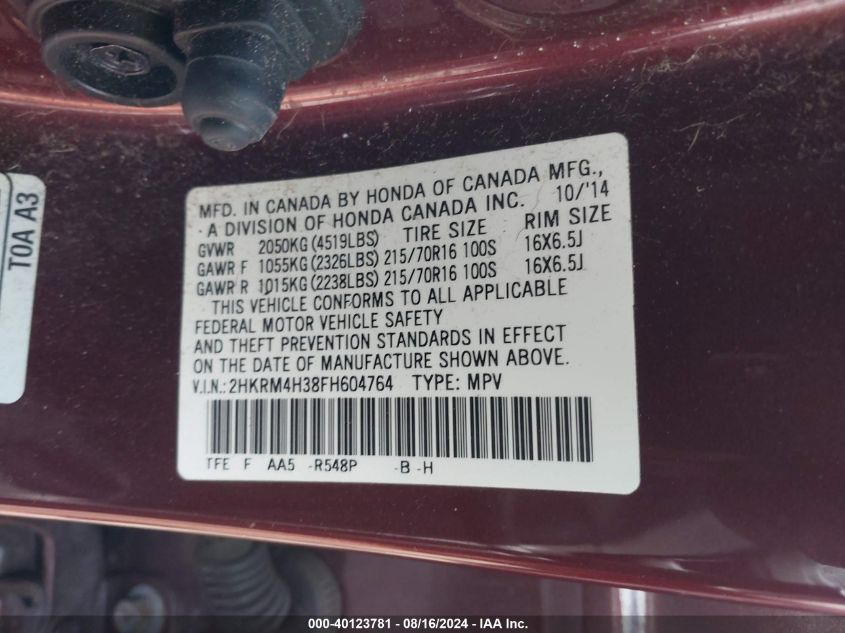 MFD. IN CANADA BY HONDA OF CANADA MFG.,
A DIVISION OF HONDA CANADA INC. 10/'14
GVWR 2050KG (4519LBS) TIRE SIZE RIM SIZE
GAWR F 1055KG (2326LBS) 215/70R16 100S 16X6.5J
GAWR R 1015KG (2238LBS) 215/70R16 100S 16X6.5J
THIS VEHICLE CONFORMS TO ALL APPLICABLE
FEDERAL MOTOR VEHICLE SAFETY
AND THEFT PREVENTION STANDARDS IN EFFECT
ON THE DATE OF MANUFACTURE SHOWN ABOVE.
V.I.N.: 2HKRM4H38FH604764 TYPE: MPV
TFE F AA5 -R548P -B -H
T0A A3
000-40123781 - 08/16/2024 - IAA Inc.